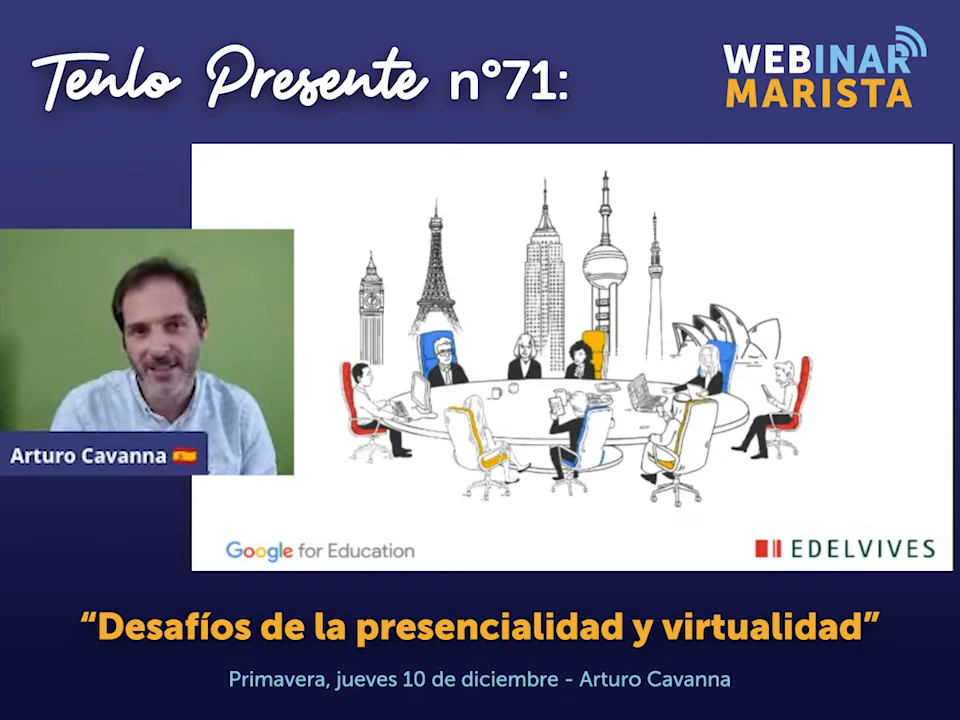 Tenlo Presente n°71:
WEBINAR
MARISTA
Arturo Cavanna
Google for Education
EDELVIVES
“Desafíos de la presencialidad y virtualidad”
Primavera, jueves 10 de diciembre - Arturo Cavanna